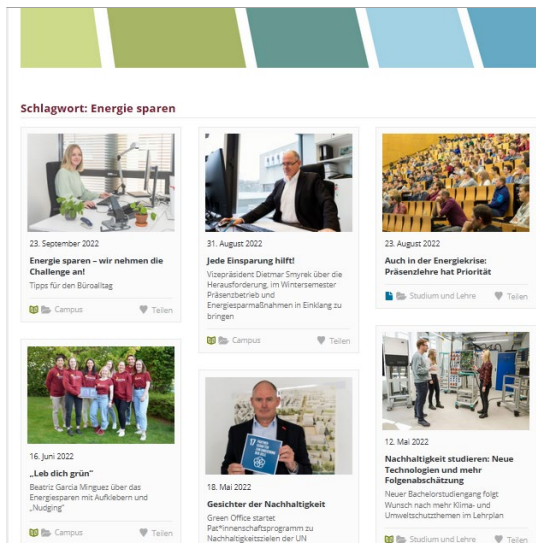 Schlagwort: Energie sparen
23. September 2022
Energie sparen – wir nehmen die
Challenge an!
Tipps für den Büroalltag
Campus
Teilen
31. August 2022
Jede Einsparung hilft!
Vizepräsident Dietmar Smyrek über die
Herausforderung, im Wintersemester
Präsenzbetrieb und
Energiesparmaßnahmen in Einklang zu
bringen
Campus
Teilen
23. August 2022
Auch in der Energiekrise:
Präsenzlehre hat Priorität
Studium und Lehre
Teilen
16. Juni 2022
„Leb dich grün“
Beatriz García Mínguez über das
Energiesparen mit Aufklebern und
„Nudging“
Campus
Teilen
18. Mai 2022
Gesichter der Nachhaltigkeit
Green Office startet
Pat*innenschaftsprogramm zu
Nachhaltigkeitszielen der UN
12. Mai 2022
Nachhaltigkeit studieren: Neue
Technologien und mehr
Folgenabschätzung
Neuer Bachelorstudiengang folgt
Wunsch nach mehr Klima- und
Umweltschutzthemen im Lehrplan
Studium und Lehre
Teilen